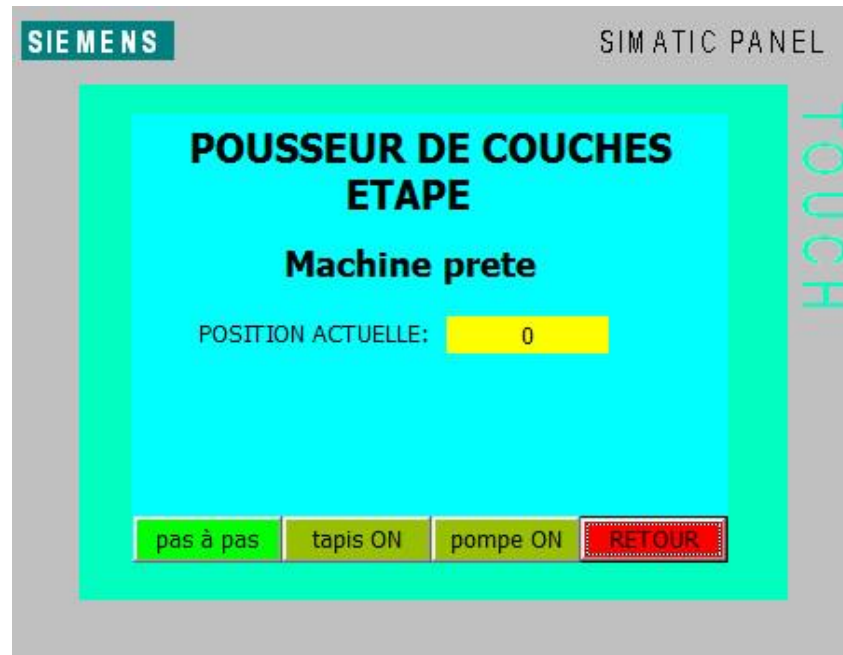 SIEMENS
SIMATIC PANEL
TOUCH
POUSSEUR DE COUCHES
ETAPE
Machine prete
POSITION ACTUELLE: 0
pas à pas tapis ON pompe ON RETOUR